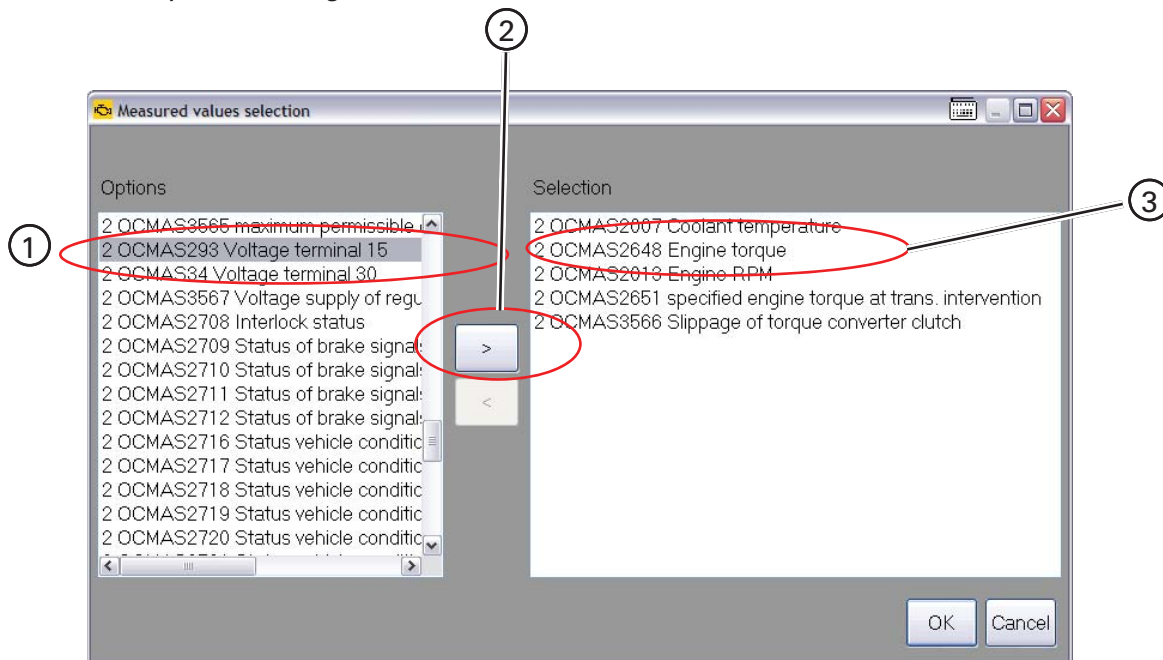 2
Measured values selection
Options
Selection
3
1
2 OCMAS3565 maximum permissible
2 OCMAS293 Voltage terminal 15
2 OCMAS34 Voltage terminal 30
2 OCMAS3567 Voltage supply of regu
2 OCMAS2708 Interlock status
2 OCMAS2709 Status of brake signal
2 OCMAS2710 Status of brake signal
2 OCMAS2711 Status of brake signal
2 OCMAS2712 Status of brake signal
2 OCMAS2716 Status vehicle conditic
2 OCMAS2717 Status vehicle conditic
2 OCMAS2718 Status vehicle conditic
2 OCMAS2719 Status vehicle conditic
2 OCMAS2720 Status vehicle conditic
>
<
2 OCMAS2007 Coolant temperature
2 OCMAS2648 Engine torque
2 OCMAS2013 Engine RPM
2 OCMAS2651 specified engine torque at trans. intervention
2 OCMAS3566 Slippage of torque converter clutch
OK
Cancel